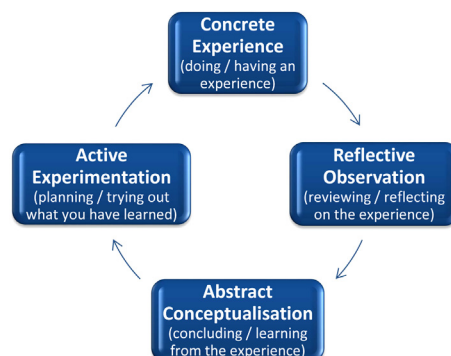 Concrete
Experience
(doing / having an
experience)
Active
Experimentation
(planning / trying out
what you have learned)
Reflective
Observation
(reviewing / reflecting
on the experience)
Abstract
Conceptualisation
(concluding / learning
from the experience)